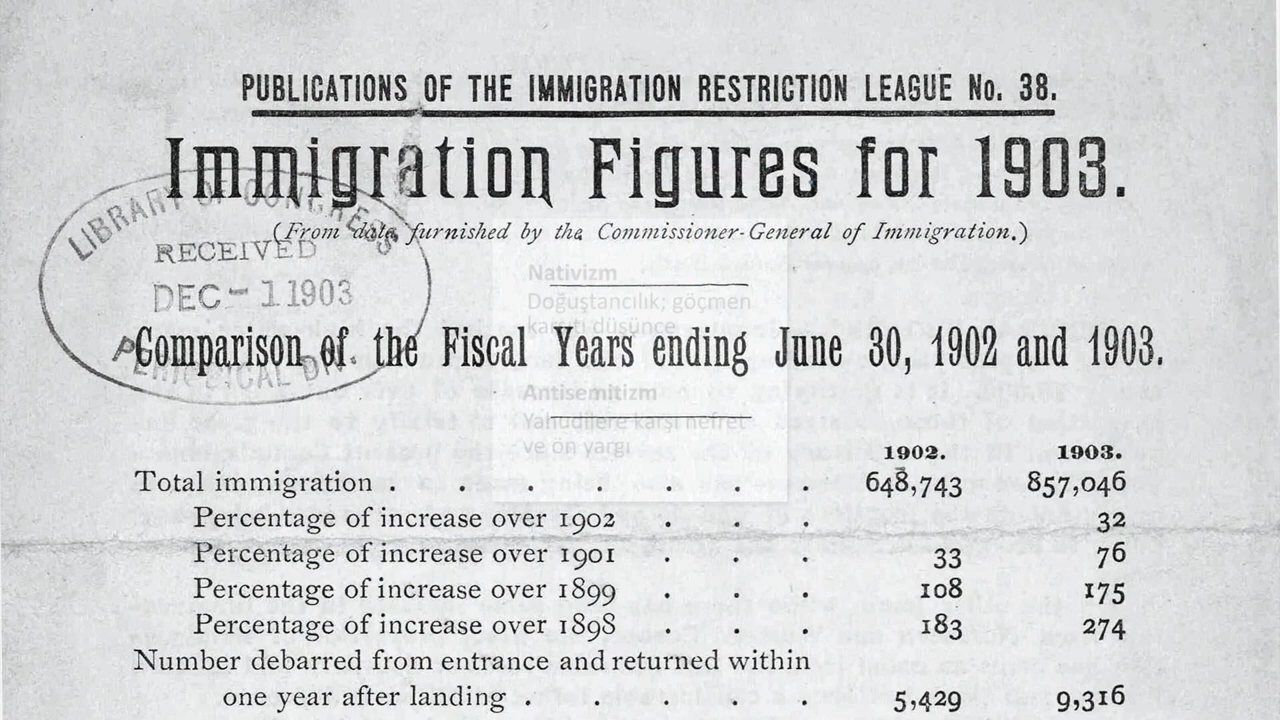 PUBLICATIONS OF THE IMMIGRATION RESTRICTION LEAGUE No. 38.
Immigration Figures for 1903.
(From data furnished by the Commissioner-General of Immigration.)
LIBRARY OF CONGRESS
RECEIVED
DEC - 1 1903
PERIODICAL DIV.
Nativizm
Doğuştancılık; göçmen
karşıtı düşünce
Comparison of the Fiscal Years ending June 30, 1902 and 1903.
Antisemitizm
Yahudilere karşı nefret
ve ön yargı
1902. 1903.
Total immigration . . . . . . 648,743 857,046
Percentage of increase over 1902 . . . 32
Percentage of increase over 1901 . . . 33 76
Percentage of increase over 1899 . . . 108 175
Percentage of increase over 1898 . . . 183 274
Number debarred from entrance and returned within
one year after landing . . . . . 5,429 9,316